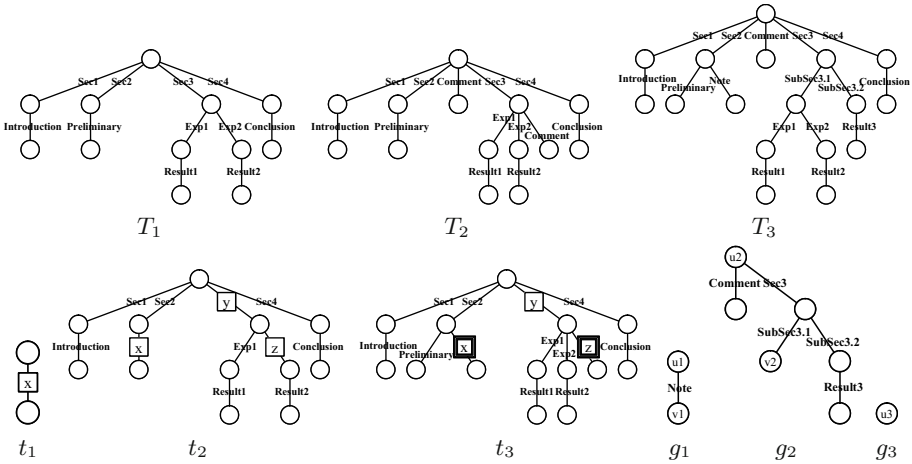 Sec1 Sec2 Sec3 Sec4
Introduction Preliminary Exp1 Exp2 Conclusion
Result1 Result2
T1
Sec1 Sec2 Comment Sec3 Sec4
Introduction Preliminary Exp1 Exp2 Comment Conclusion
Result1 Result2
T2
Sec1 Sec2 Comment Sec3 Sec4
Introduction Preliminary Note SubSec3.1 SubSec3.2 Conclusion
Exp1 Exp2 Result3
Result1 Result2
T3
x
t1
Sec1 Sec2 y Sec4
Introduction x Exp1 z Conclusion
Result1 Result2
t2
Sec1 Sec2 y Sec4
Introduction Preliminary x Exp1 Exp2 z Conclusion
Result1 Result2
t3
u1
Note
v1
g1
u2
Comment Sec3
SubSec3.1 SubSec3.2
v2
Result3
g2
u3
g3